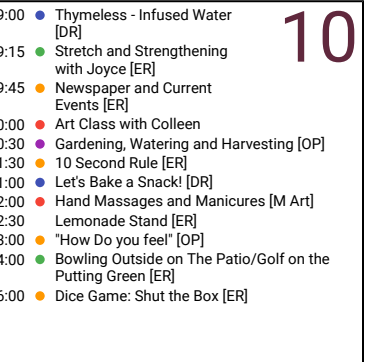 9:00 Thymeless - Infused Water
[DR]
10
9:15 Stretch and Strengthening
with Joyce [ER]
9:45 Newspaper and Current
Events [ER]
0:00 Art Class with Colleen
0:30 Gardening, Watering and Harvesting [OP]
:30 10 Second Rule [ER]
:00 Let's Bake a Snack! [DR]
2:00 Hand Massages and Manicures [M Art]
2:30 Lemonade Stand [ER]
3:00 "How Do you feel" [OP]
4:00 Bowling Outside on The Patio/Golf on the
Putting Green [ER]
6:00 Dice Game: Shut the Box [ER]